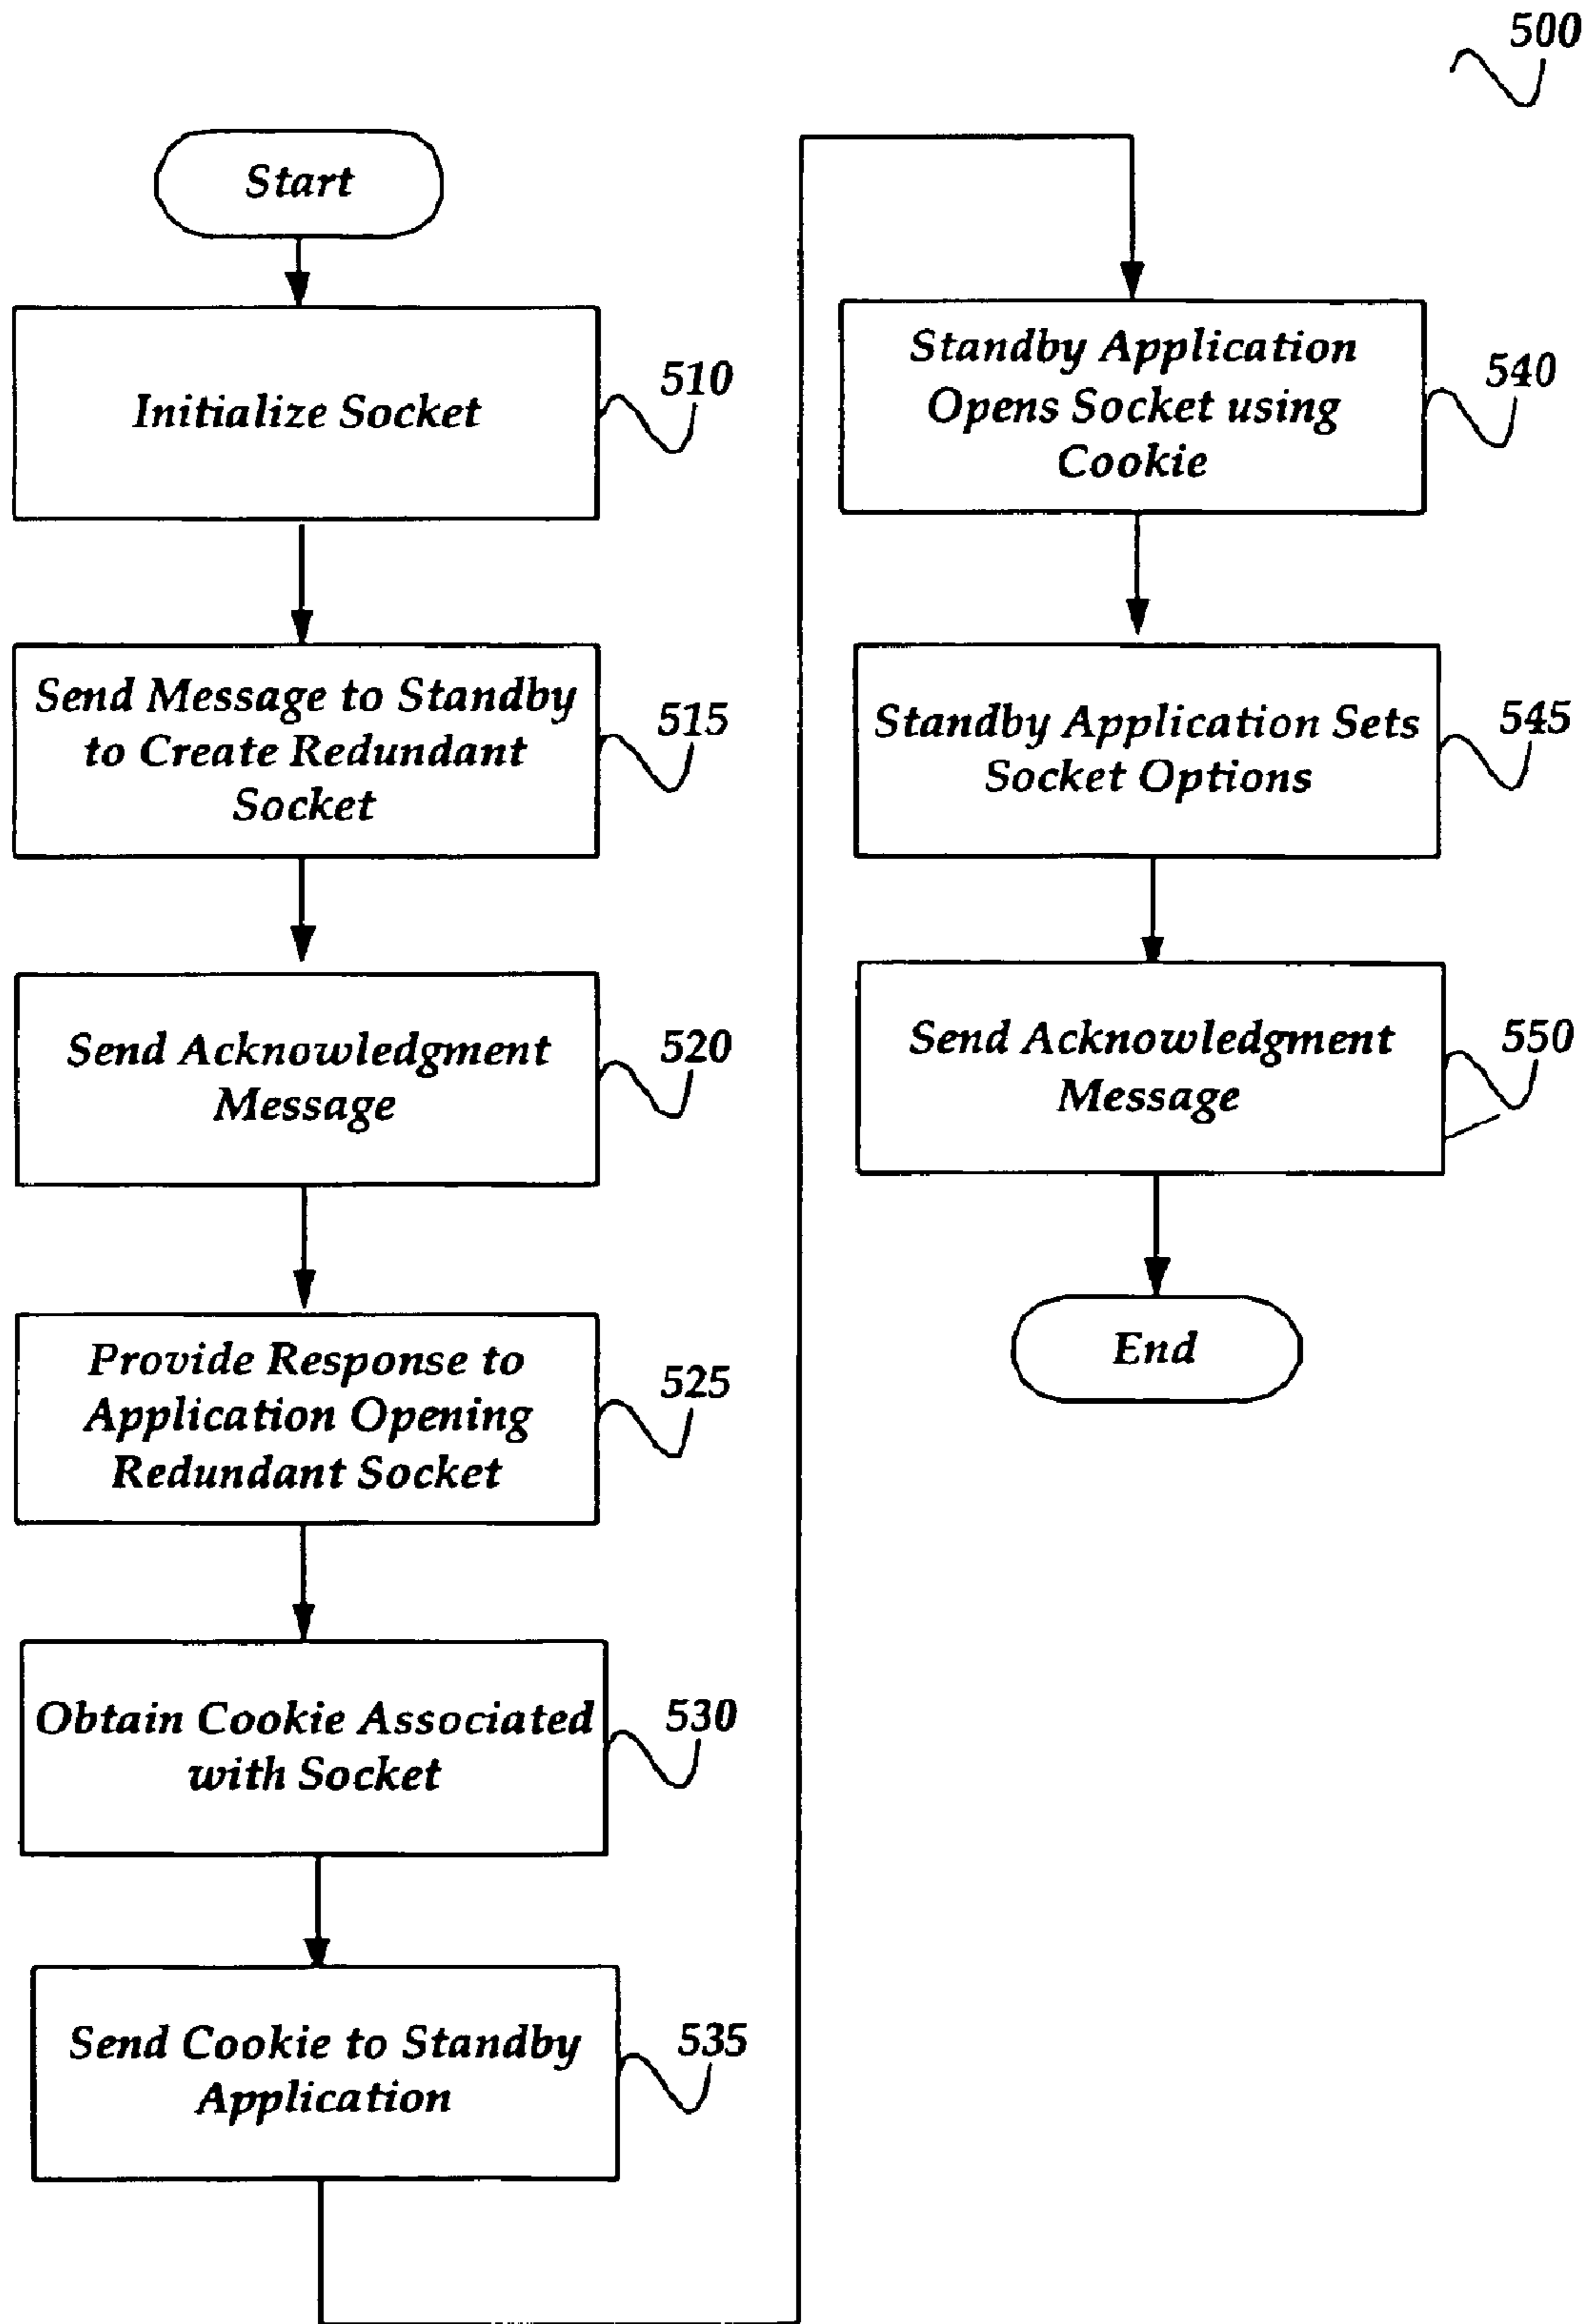 500
Start
Initialize Socket
510
Send Message to Standby
to Create Redundant
Socket
515
Send Acknowledgment
Message
520
Provide Response to
Application Opening
Redundant Socket
525
Obtain Cookie Associated
with Socket
530
Send Cookie to Standby
Application
535
Standby Application
Opens Socket using
Cookie
540
Standby Application Sets
Socket Options
545
Send Acknowledgment
Message
550
End